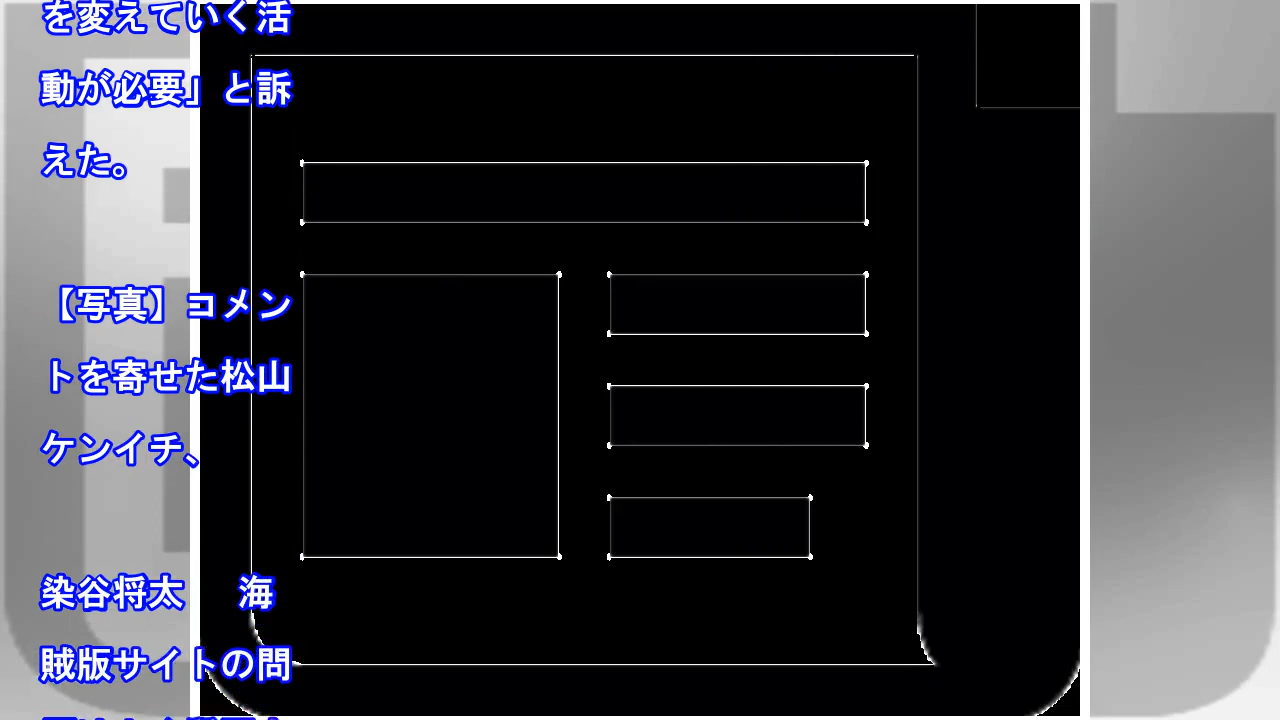 を変えていく活
動が必要」と訴
えた。
【写真】コメン
トを寄せた松山
ケンイチ、
染谷将太　海
賊版サイトの問